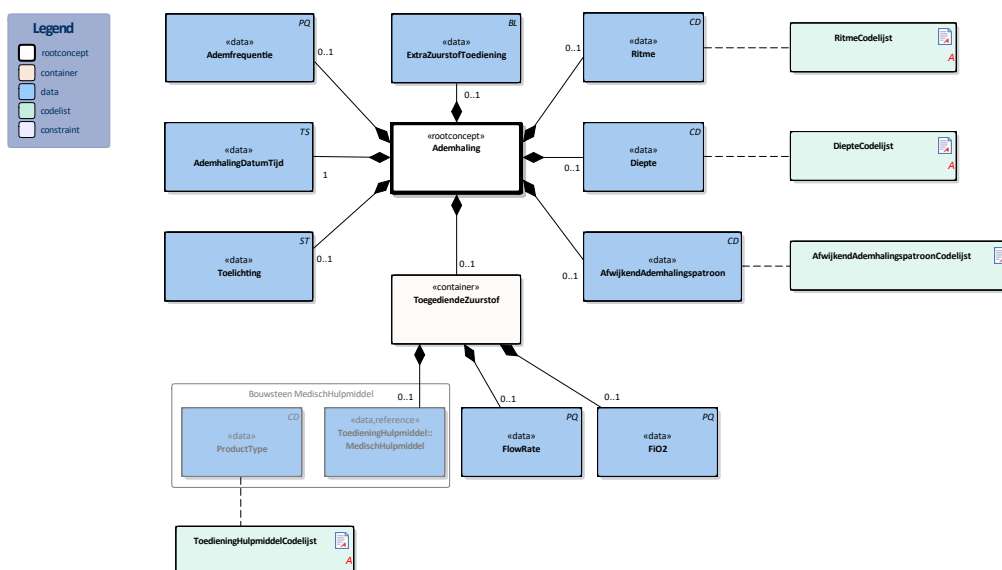 Legend
rootconcept
container
data
codelist
constraint
PQ
«data»
Ademfrequentie
0..1
BL
«data»
ExtraZuurstofToediening
0..1
CD
«data»
Ritme
0..1
RitmeCodelijst
A
TS
«data»
AdemhalingDatumTijd
1
«rootconcept»
Ademhaling
CD
«data»
Diepte
0..1
DiepteCodelijst
A
ST
«data»
Toelichting
0..1
0..1
CD
«data»
AfwijkendAdemhalingspatroon
0..1
AfwijkendAdemhalingspatroonCodelijst
«container»
ToegediendeZuurstof
Bouwsteen MedischHulpmiddel
0..1
0..1
0..1
CD
«data»
ProductType
«data,reference»
ToedieningHulpmiddel::
MedischHulpmiddel
PQ
«data»
FlowRate
PQ
«data»
FiO2
ToedieningHulpmiddelCodelijst
A